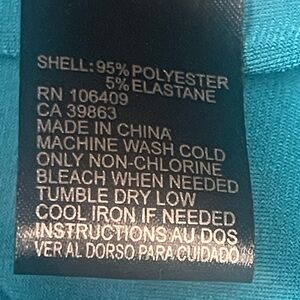 SHELL: 95% POLYESTER
5% ELASTANE
RN 106409
CA 39863
MADE IN CHINA
MACHINE WASH COLD
ONLY NON-CHLORINE
BLEACH WHEN NEEDED
TUMBLE DRY LOW
COOL IRON IF NEEDED
INSTRUCTIONS AU DOS
VER AL DORSO PARA CUIDADO